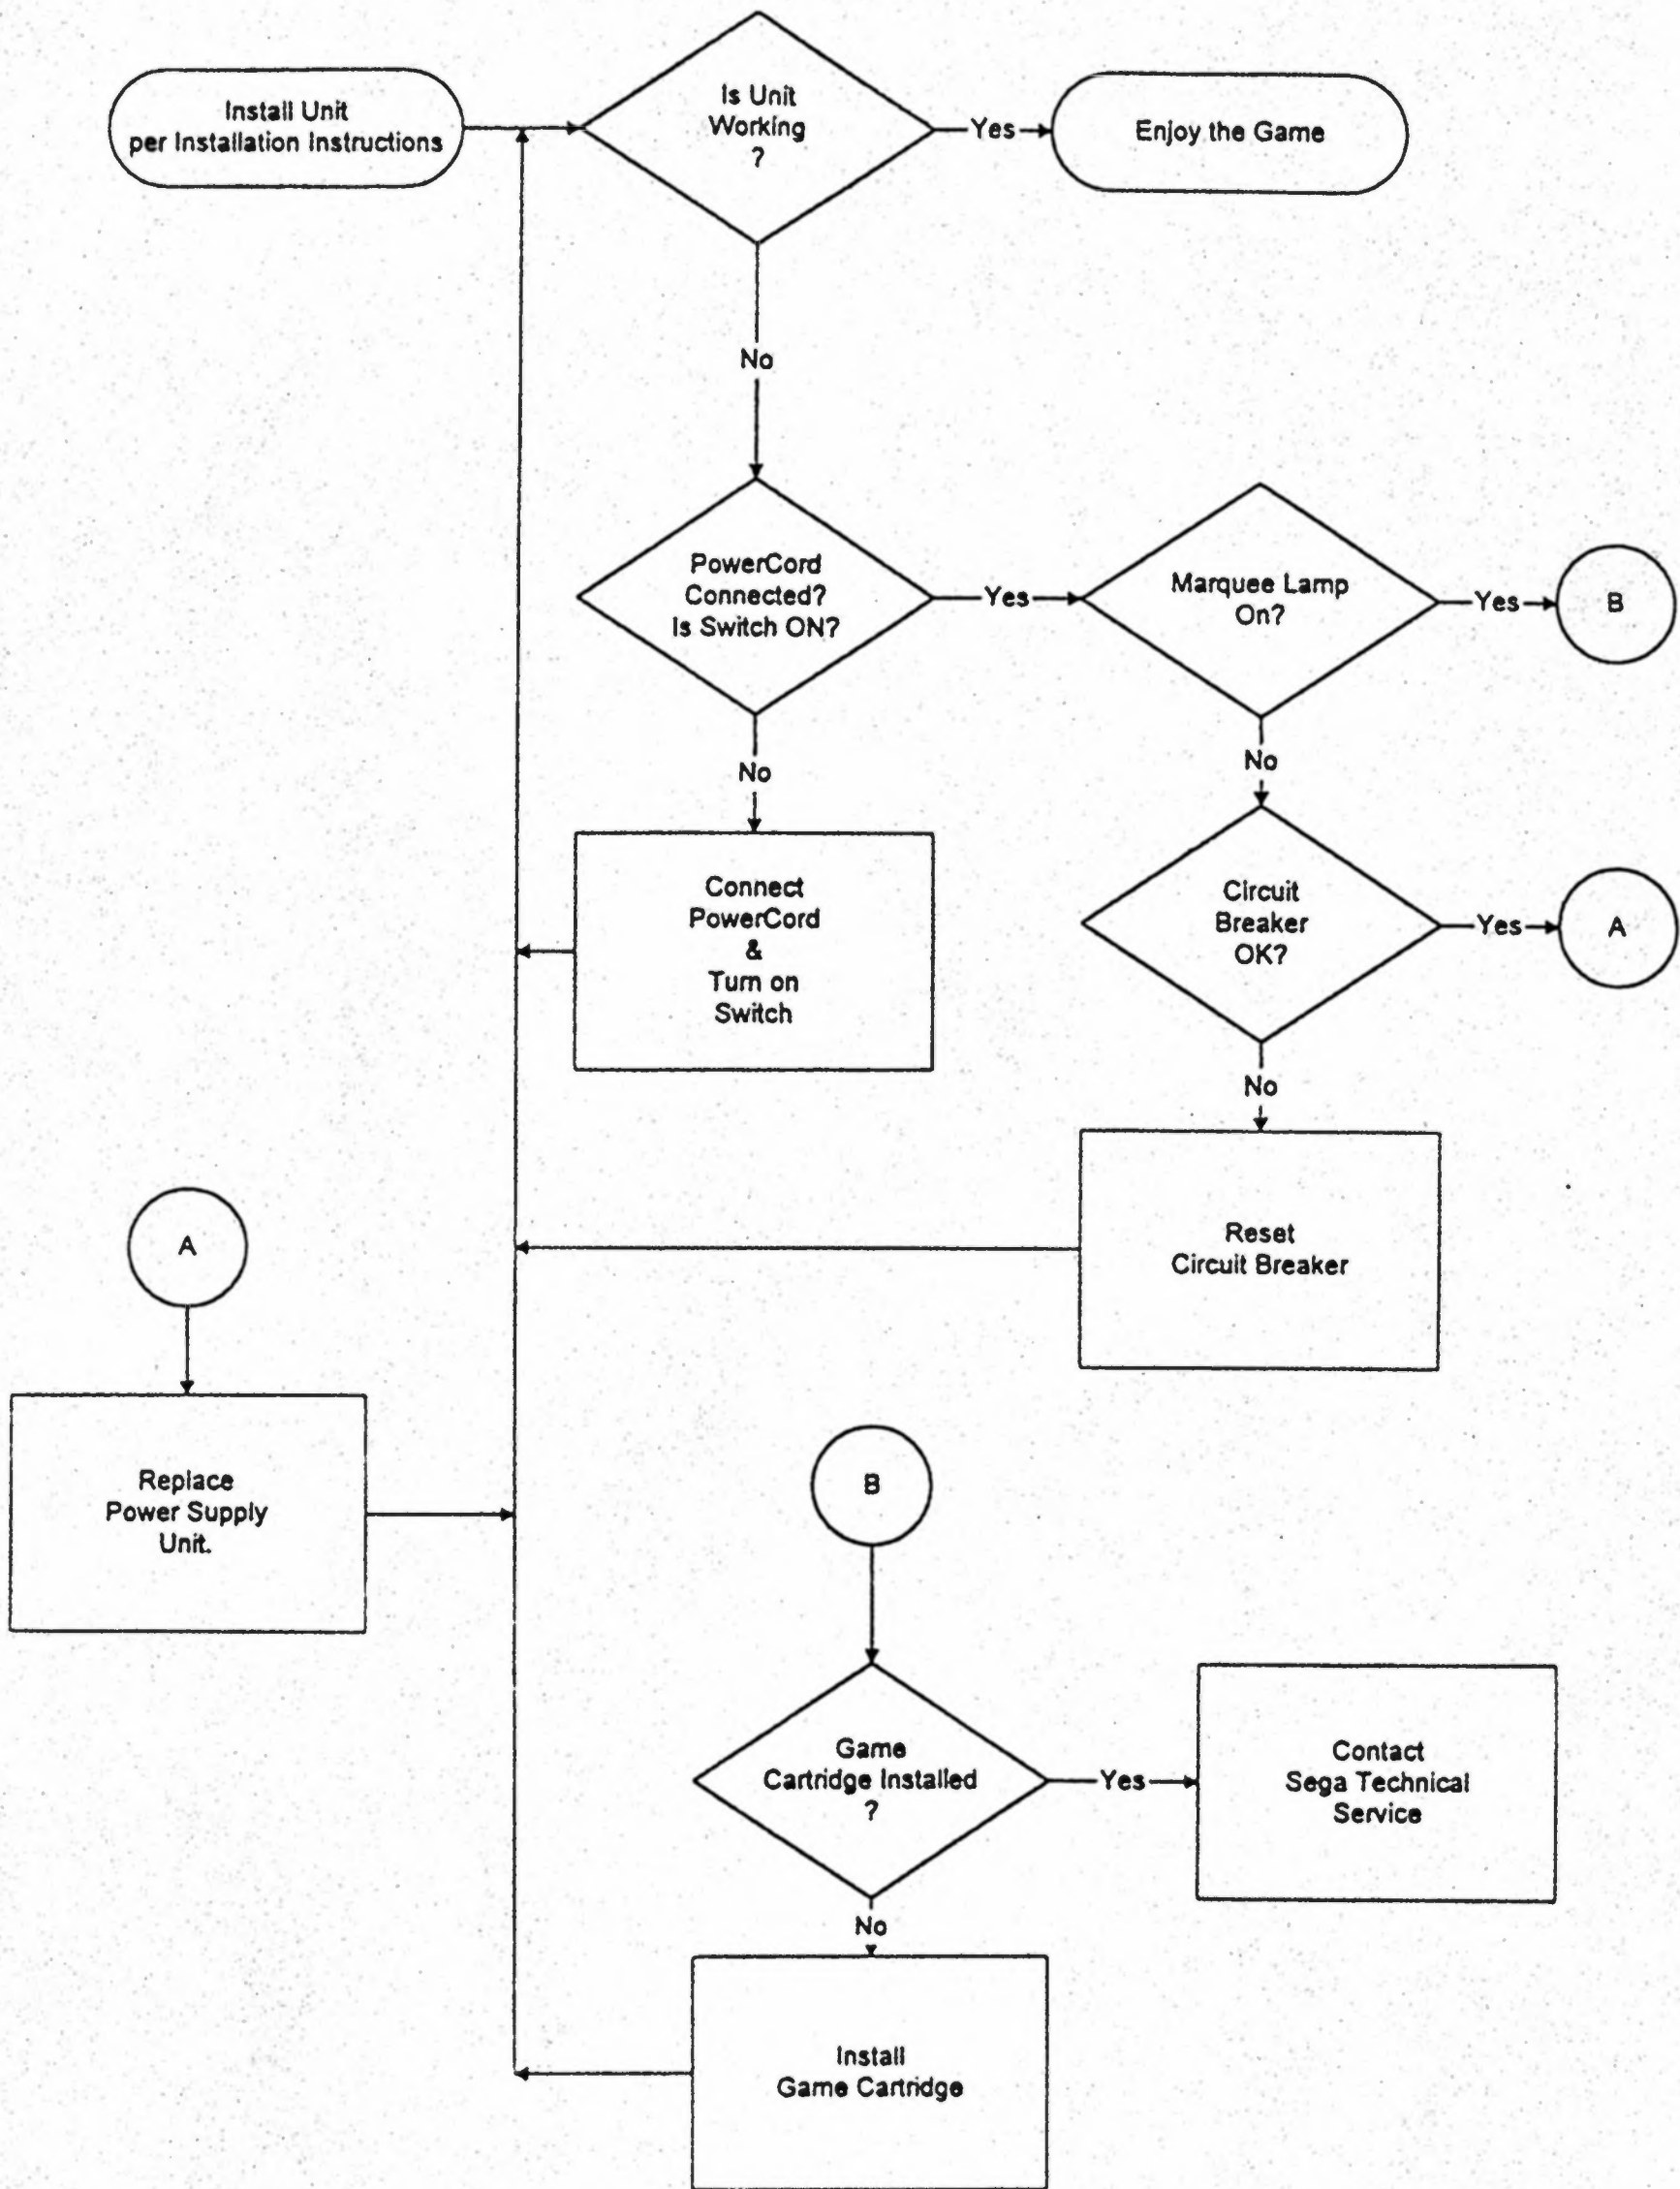 Install Unit
per Installation Instructions
Is Unit
Working
?
Yes
Enjoy the Game
No
PowerCord
Connected?
Is Switch ON?
Yes
Marquee Lamp
On?
Yes
B
No
Connect
PowerCord
&
Turn on
Switch
No
Circuit
Breaker
OK?
Yes
A
No
Reset
Circuit Breaker
A
Replace
Power Supply
Unit.
B
Game
Cartridge Installed
?
Yes
Contact
Sega Technical
Service
No
Install
Game Cartridge